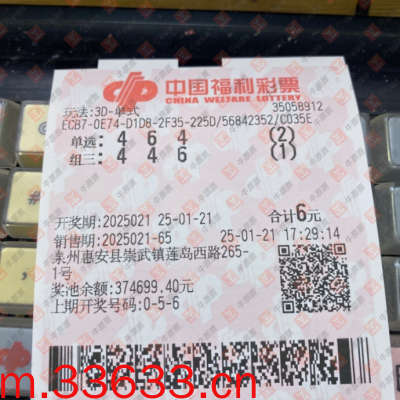 中国福利彩票
CHINA WELFARE LOTTERY
玩法:3D-单式 35058912
ECB7-0E74-D1D8-2F35-225D/56842352/C035E
单选: 4 6 4 (2)
组三: 4 4 6 (1)
开奖期:2025021 25-01-21 合计6元
销售期:2025021-65 25-01-21 17:29:14
泉州惠安县崇武镇莲岛西路265-
1号
奖池余额:374699.40元
上期开奖号码:0-5-6
m.33633.cn